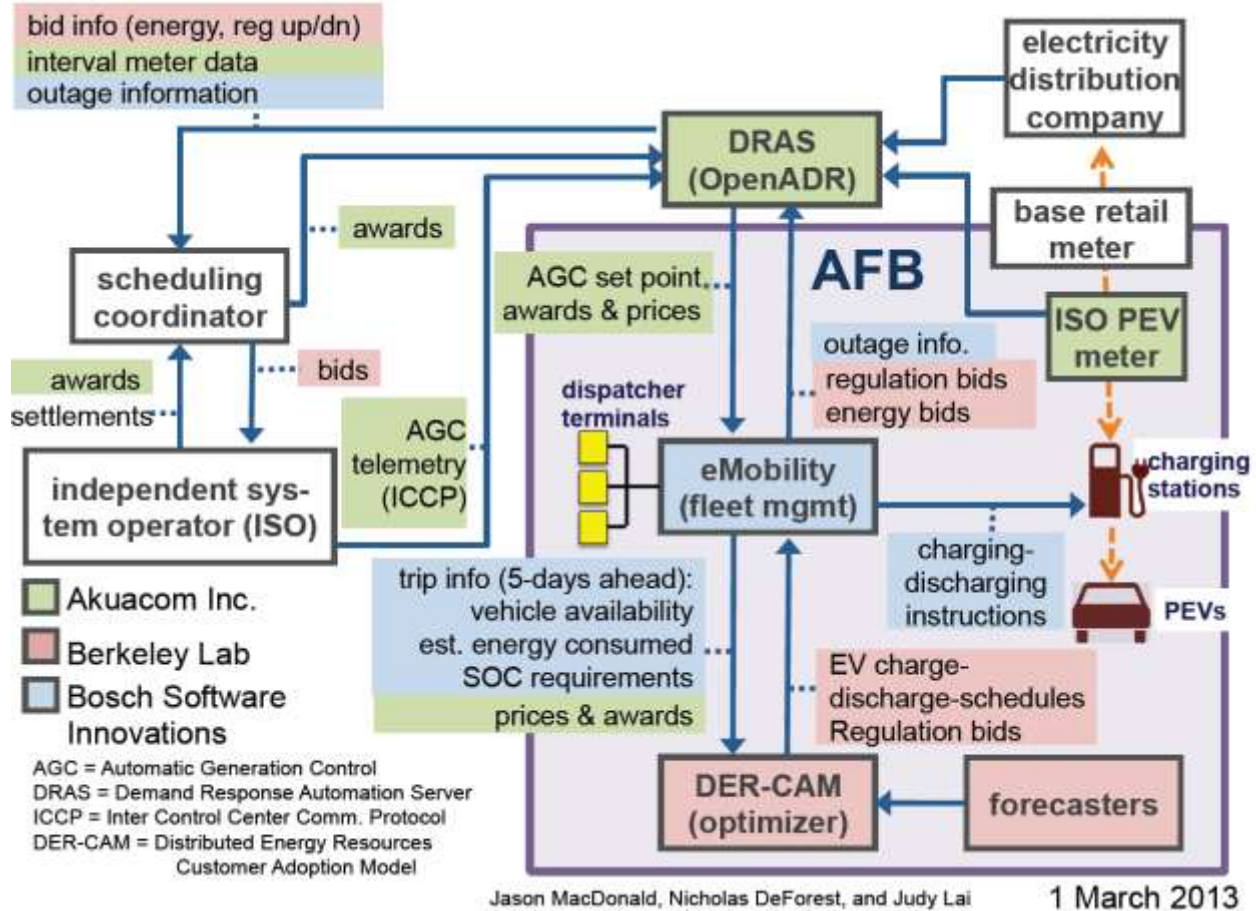 bid info (energy, reg up/dn)
interval meter data
outage information
electricity
distribution
company
DRAS
(OpenADR)
base retail
meter
awards
AFB
scheduling
coordinator
AGC set point
awards & prices
ISO PEV
meter
outage info.
regulation bids
energy bids
awards
settlements
bids
dispatcher
terminals
AGC
telemetry
(ICCP)
eMobility
(fleet mgmt)
charging
stations
independent sys-
tem operator (ISO)
charging-
discharging
instructions
PEVs
trip info (5-days ahead):
vehicle availability
est. energy consumed
SOC requirements
prices & awards
Akuacom Inc.
Berkeley Lab
Bosch Software
Innovations
EV charge-
discharge-schedules
Regulation bids
AGC = Automatic Generation Control
DRAS = Demand Response Automation Server
ICCP = Inter Control Center Comm. Protocol
DER-CAM = Distributed Energy Resources
Customer Adoption Model
DER-CAM
(optimizer)
forecasters
Jason MacDonald, Nicholas DeForest, and Judy Lai
1 March 2013